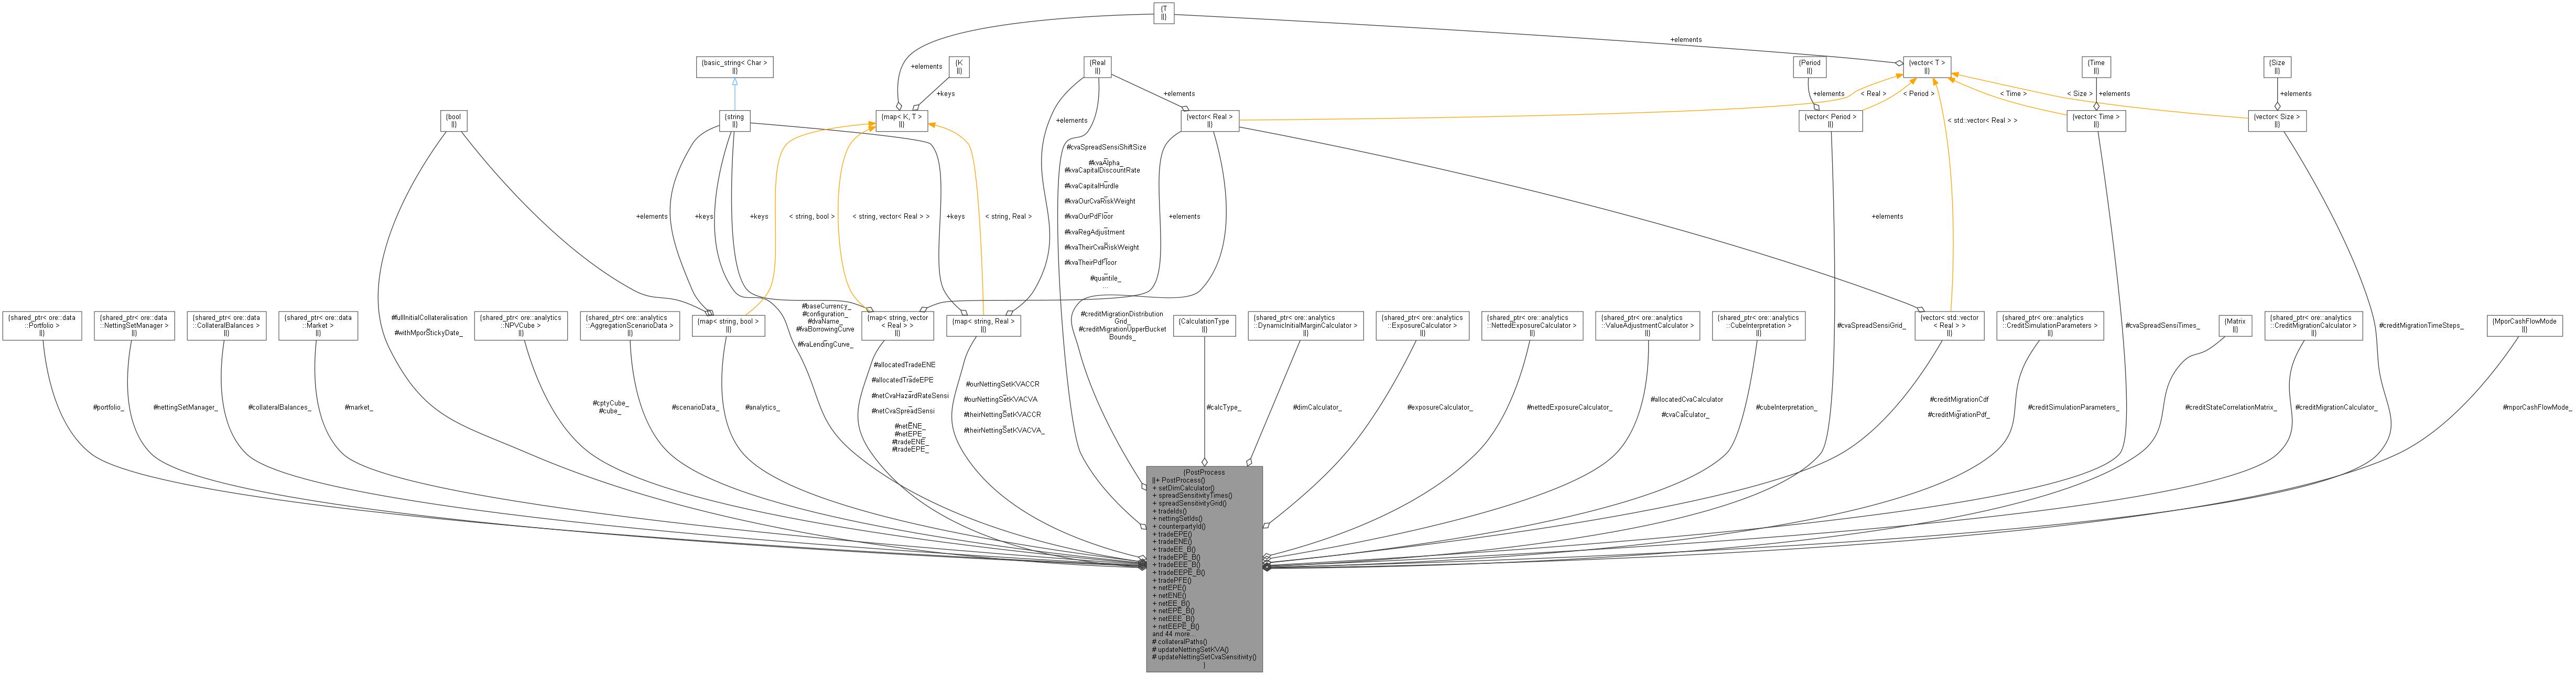 {T
||}
+elements
{basic_string< Char >
||}
+elements
{K
||}
{Real
||}
{Period
||}
{vector< T >
||}
{Time
||}
{Size
||}
+keys
+elements
+elements
< Real >
< Period >
< Time >
< Size >
+elements
+elements
{bool
||}
{string
||}
{map< K, T >
||}
+elements
{vector< Real >
||}
{vector< Period >
||}
< std::vector< Real > >
{vector< Time >
||}
{vector< Size >
||}
#cvaSpreadSensiShiftSize
_
#kvaAlpha_
#kvaCapitalDiscountRate
_
#kvaCapitalHurdle
_
#kvaOurCvaRiskWeight
_
#kvaOurPdFloor
_
#kvaRegAdjustment
_
#kvaTheirCvaRiskWeight
_
#kvaTheirPdFloor
_
#quantile_
...
+elements
+keys
+keys
< string, bool >
< string, vector< Real > >
+keys
< string, Real >
+elements
+elements
{shared_ptr< ore::data
::Portfolio >
||}
{shared_ptr< ore::data
::NettingSetManager >
||}
{shared_ptr< ore::data
::CollateralBalances >
||}
{shared_ptr< ore::data
::Market >
||}
#fullInitialCollateralisation
_
#withMporStickyDate_
{shared_ptr< ore::analytics
::NPVCube >
||}
{shared_ptr< ore::analytics
::AggregationScenarioData >
||}
{map< string, bool >
||}
#baseCurrency_
#configuration_
#dvaName_
#fvaBorrowingCurve
_
#fvaLendingCurve_
{map< string, vector
< Real > >
||}
{map< string, Real >
||}
#creditMigrationDistribution
Grid_
#creditMigrationUpperBucket
Bounds_
{CalculationType
||}
{shared_ptr< ore::analytics
::DynamicInitialMarginCalculator >
||}
{shared_ptr< ore::analytics
::ExposureCalculator >
||}
{shared_ptr< ore::analytics
::NettedExposureCalculator >
||}
{shared_ptr< ore::analytics
::ValueAdjustmentCalculator >
||}
{shared_ptr< ore::analytics
::CubeInterpretation >
||}
#cvaSpreadSensiGrid_
{vector< std::vector
< Real > >
||}
{shared_ptr< ore::analytics
::CreditSimulationParameters >
||}
#cvaSpreadSensiTimes_
{Matrix
||}
{shared_ptr< ore::analytics
::CreditMigrationCalculator >
||}
#creditMigrationTimeSteps_
{MporCashFlowMode
||}
#portfolio_
#nettingSetManager_
#collateralBalances_
#market_
#cptyCube_
#cube_
#scenarioData_
#analytics_
#allocatedTradeENE
_
#allocatedTradeEPE
_
#netCvaHazardRateSensi
_
#netCvaSpreadSensi
_
#netENE_
#netEPE_
#tradeENE_
#tradeEPE_
#ourNettingSetKVACCR
_
#ourNettingSetKVACVA
_
#theirNettingSetKVACCR
_
#theirNettingSetKVACVA_
#calcType_
#dimCalculator_
#exposureCalculator_
#nettedExposureCalculator_
#allocatedCvaCalculator
_
#cvaCalculator_
#cubeInterpretation_
#creditMigrationCdf
_
#creditMigrationPdf_
#creditSimulationParameters_
#creditStateCorrelationMatrix_
#creditMigrationCalculator_
#mporCashFlowMode_
{PostProcess
||+ PostProcess()
+ setDimCalculator()
+ spreadSensitivityTimes()
+ spreadSensitivityGrid()
+ tradeIds()
+ nettingSetIds()
+ counterpartyId()
+ tradeEPE()
+ tradeENE()
+ tradeEE_B()
+ tradeEPE_B()
+ tradeEEE_B()
+ tradeEEPE_B()
+ tradePFE()
+ netEPE()
+ netENE()
+ netEE_B()
+ netEPE_B()
+ netEEE_B()
+ netEEPE_B()
and 44 more...
# collateralPaths()
# updateNettingSetKVA()
# updateNettingSetCvaSensitivity()
}